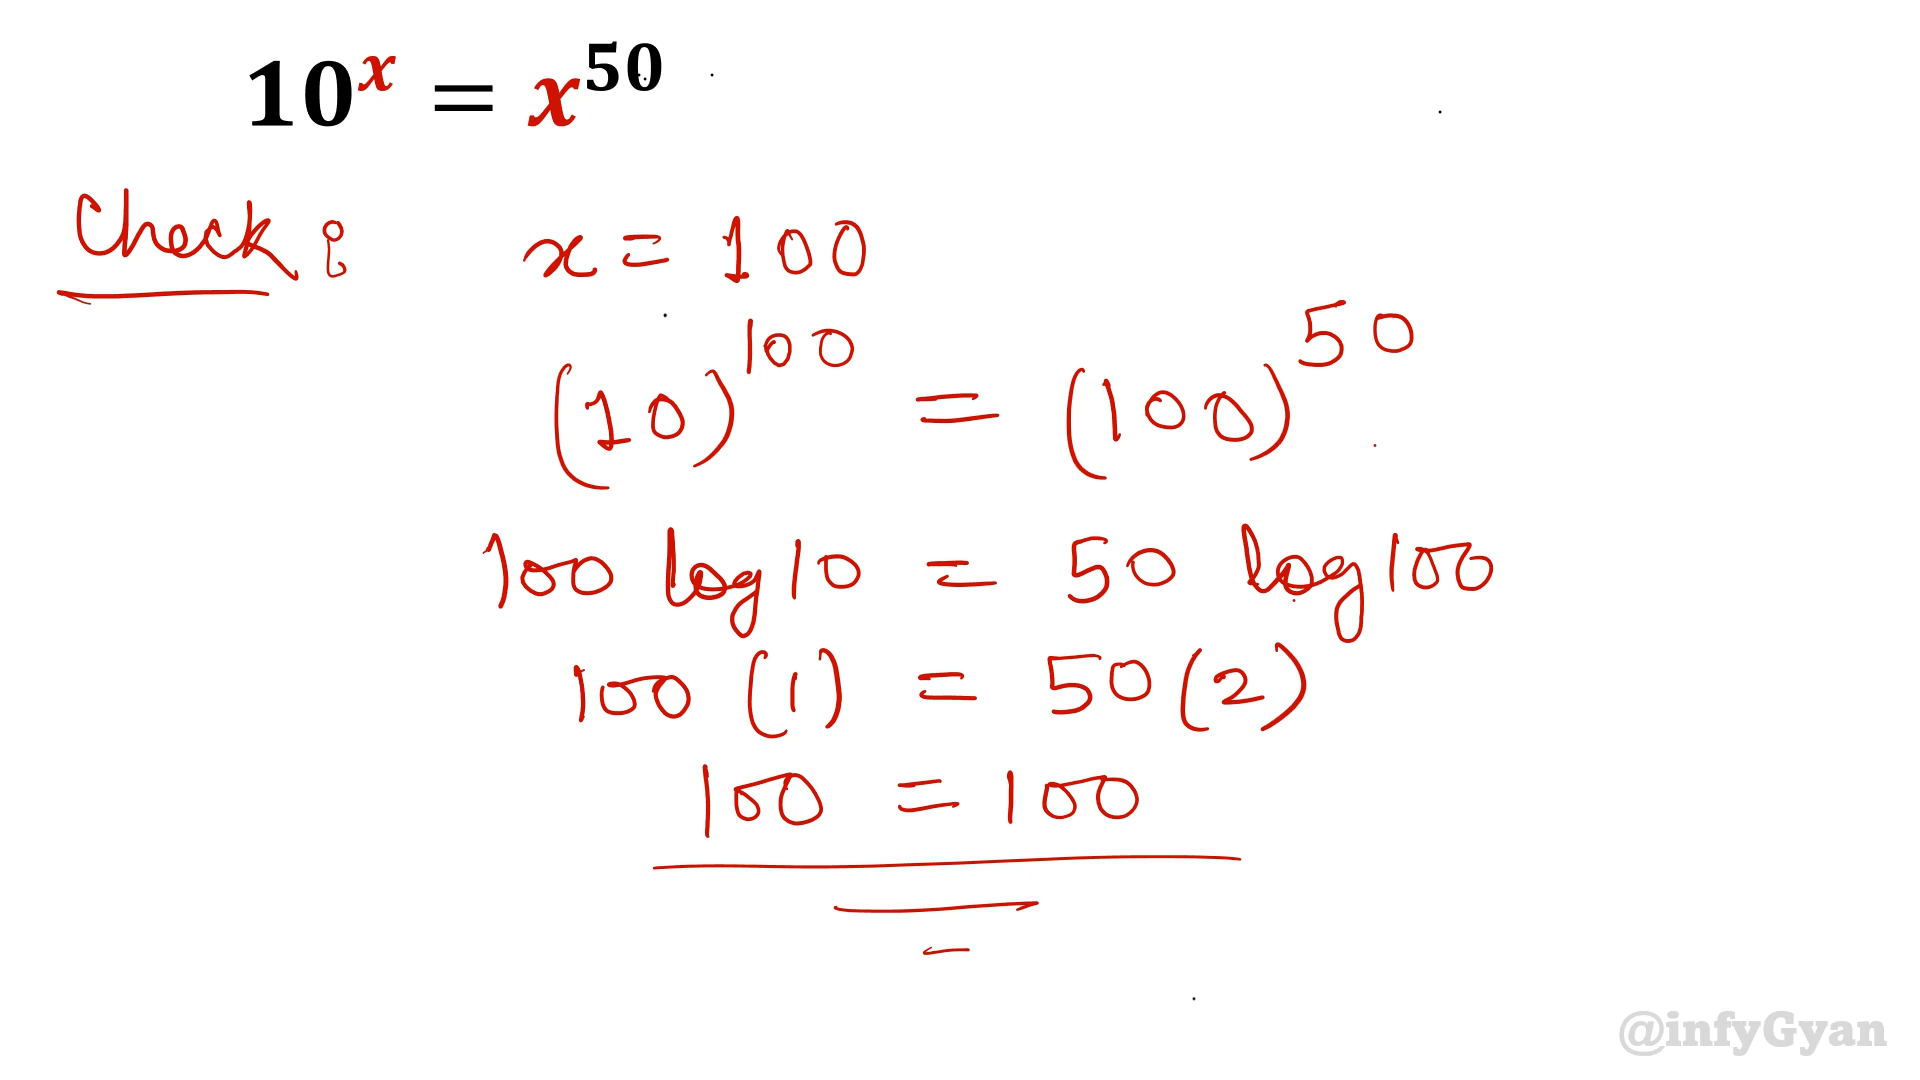 10^x = x^50
Check :
x = 100
(10)^100 = (100)^50
100 log 10 = 50 log 100
100 (1) = 50 (2)
100 = 100
@infyGyan